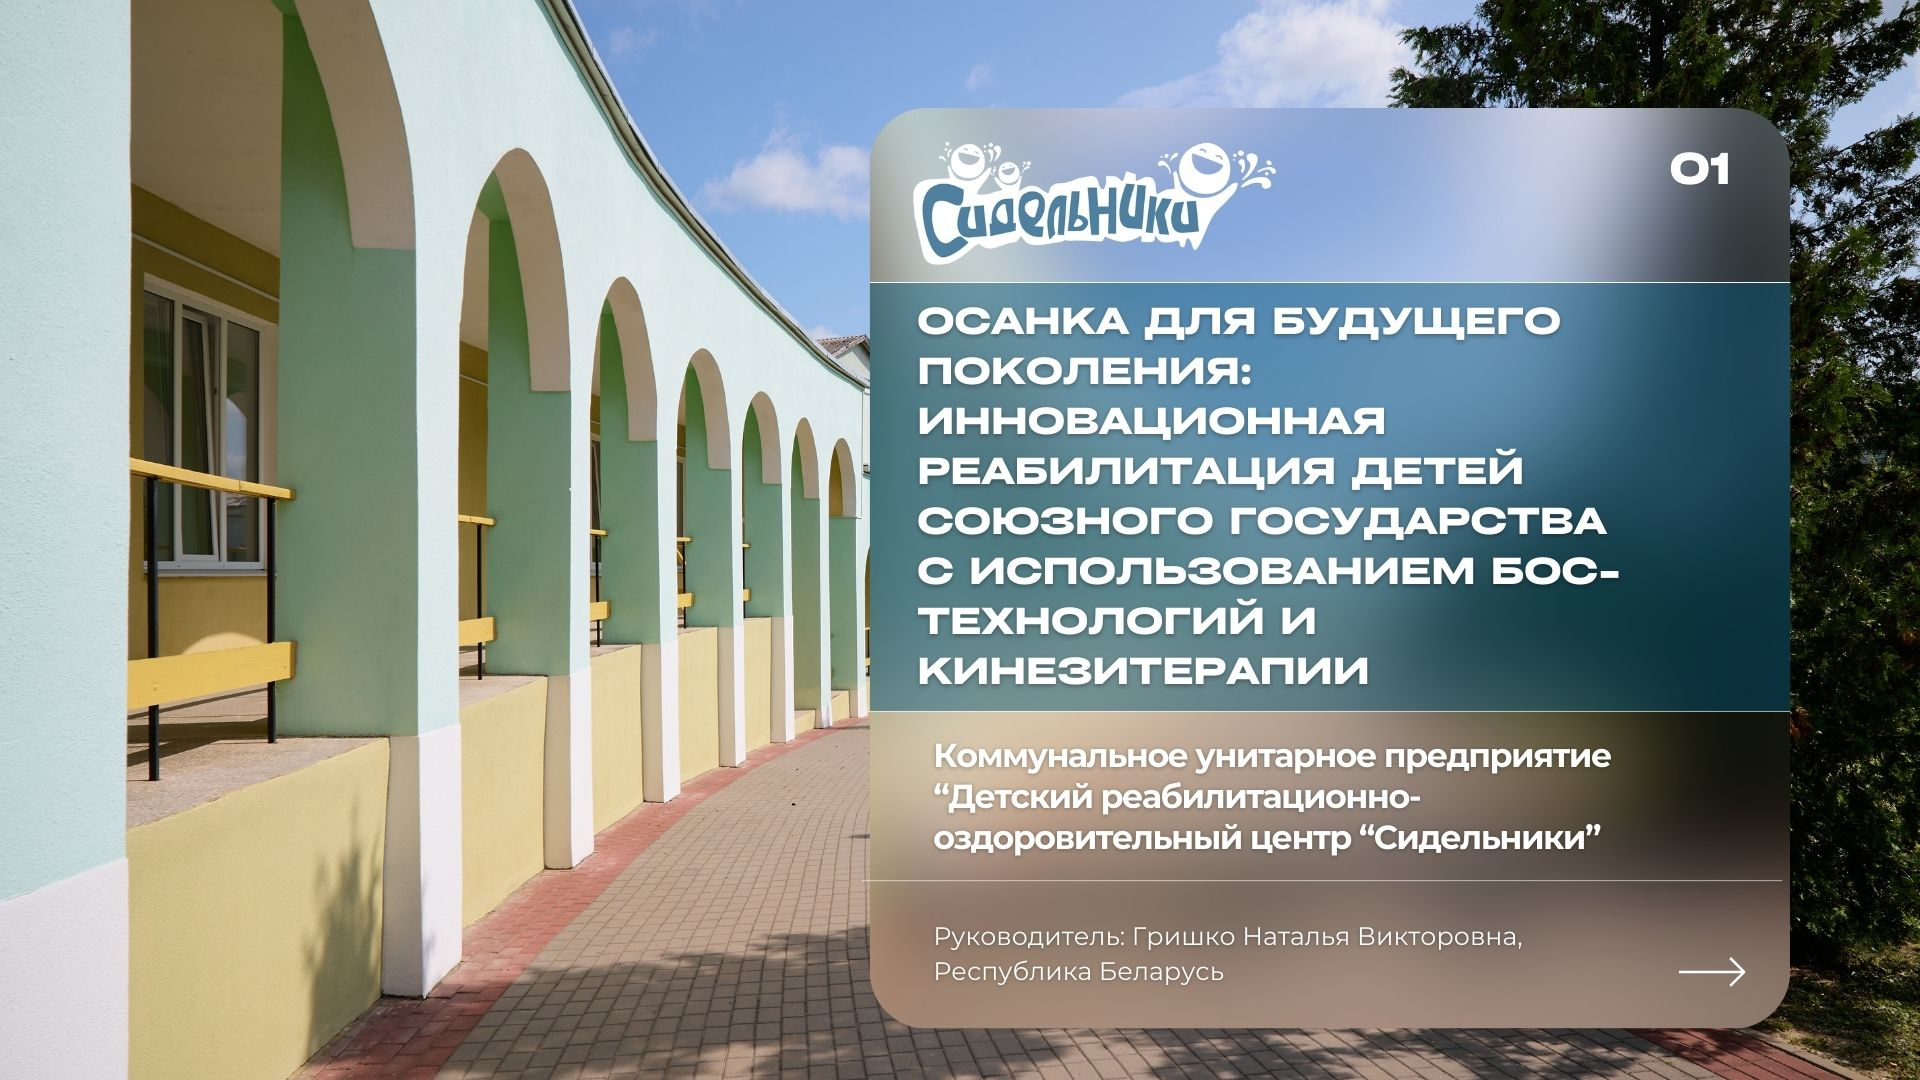 Сидельники
01
ОСАНКА ДЛЯ БУДУЩЕГО
ПОКОЛЕНИЯ:
ИННОВАЦИОННАЯ
РЕАБИЛИТАЦИЯ ДЕТЕЙ
СОЮЗНОГО ГОСУДАРСТВА
С ИСПОЛЬЗОВАНИЕМ БОС-
ТЕХНОЛОГИЙ И
КИНЕЗИТЕРАПИИ
Коммунальное унитарное предприятие
“Детский реабилитационно-
оздоровительный центр “Сидельники”
Руководитель: Гришко Наталья Викторовна,
Республика Беларусь